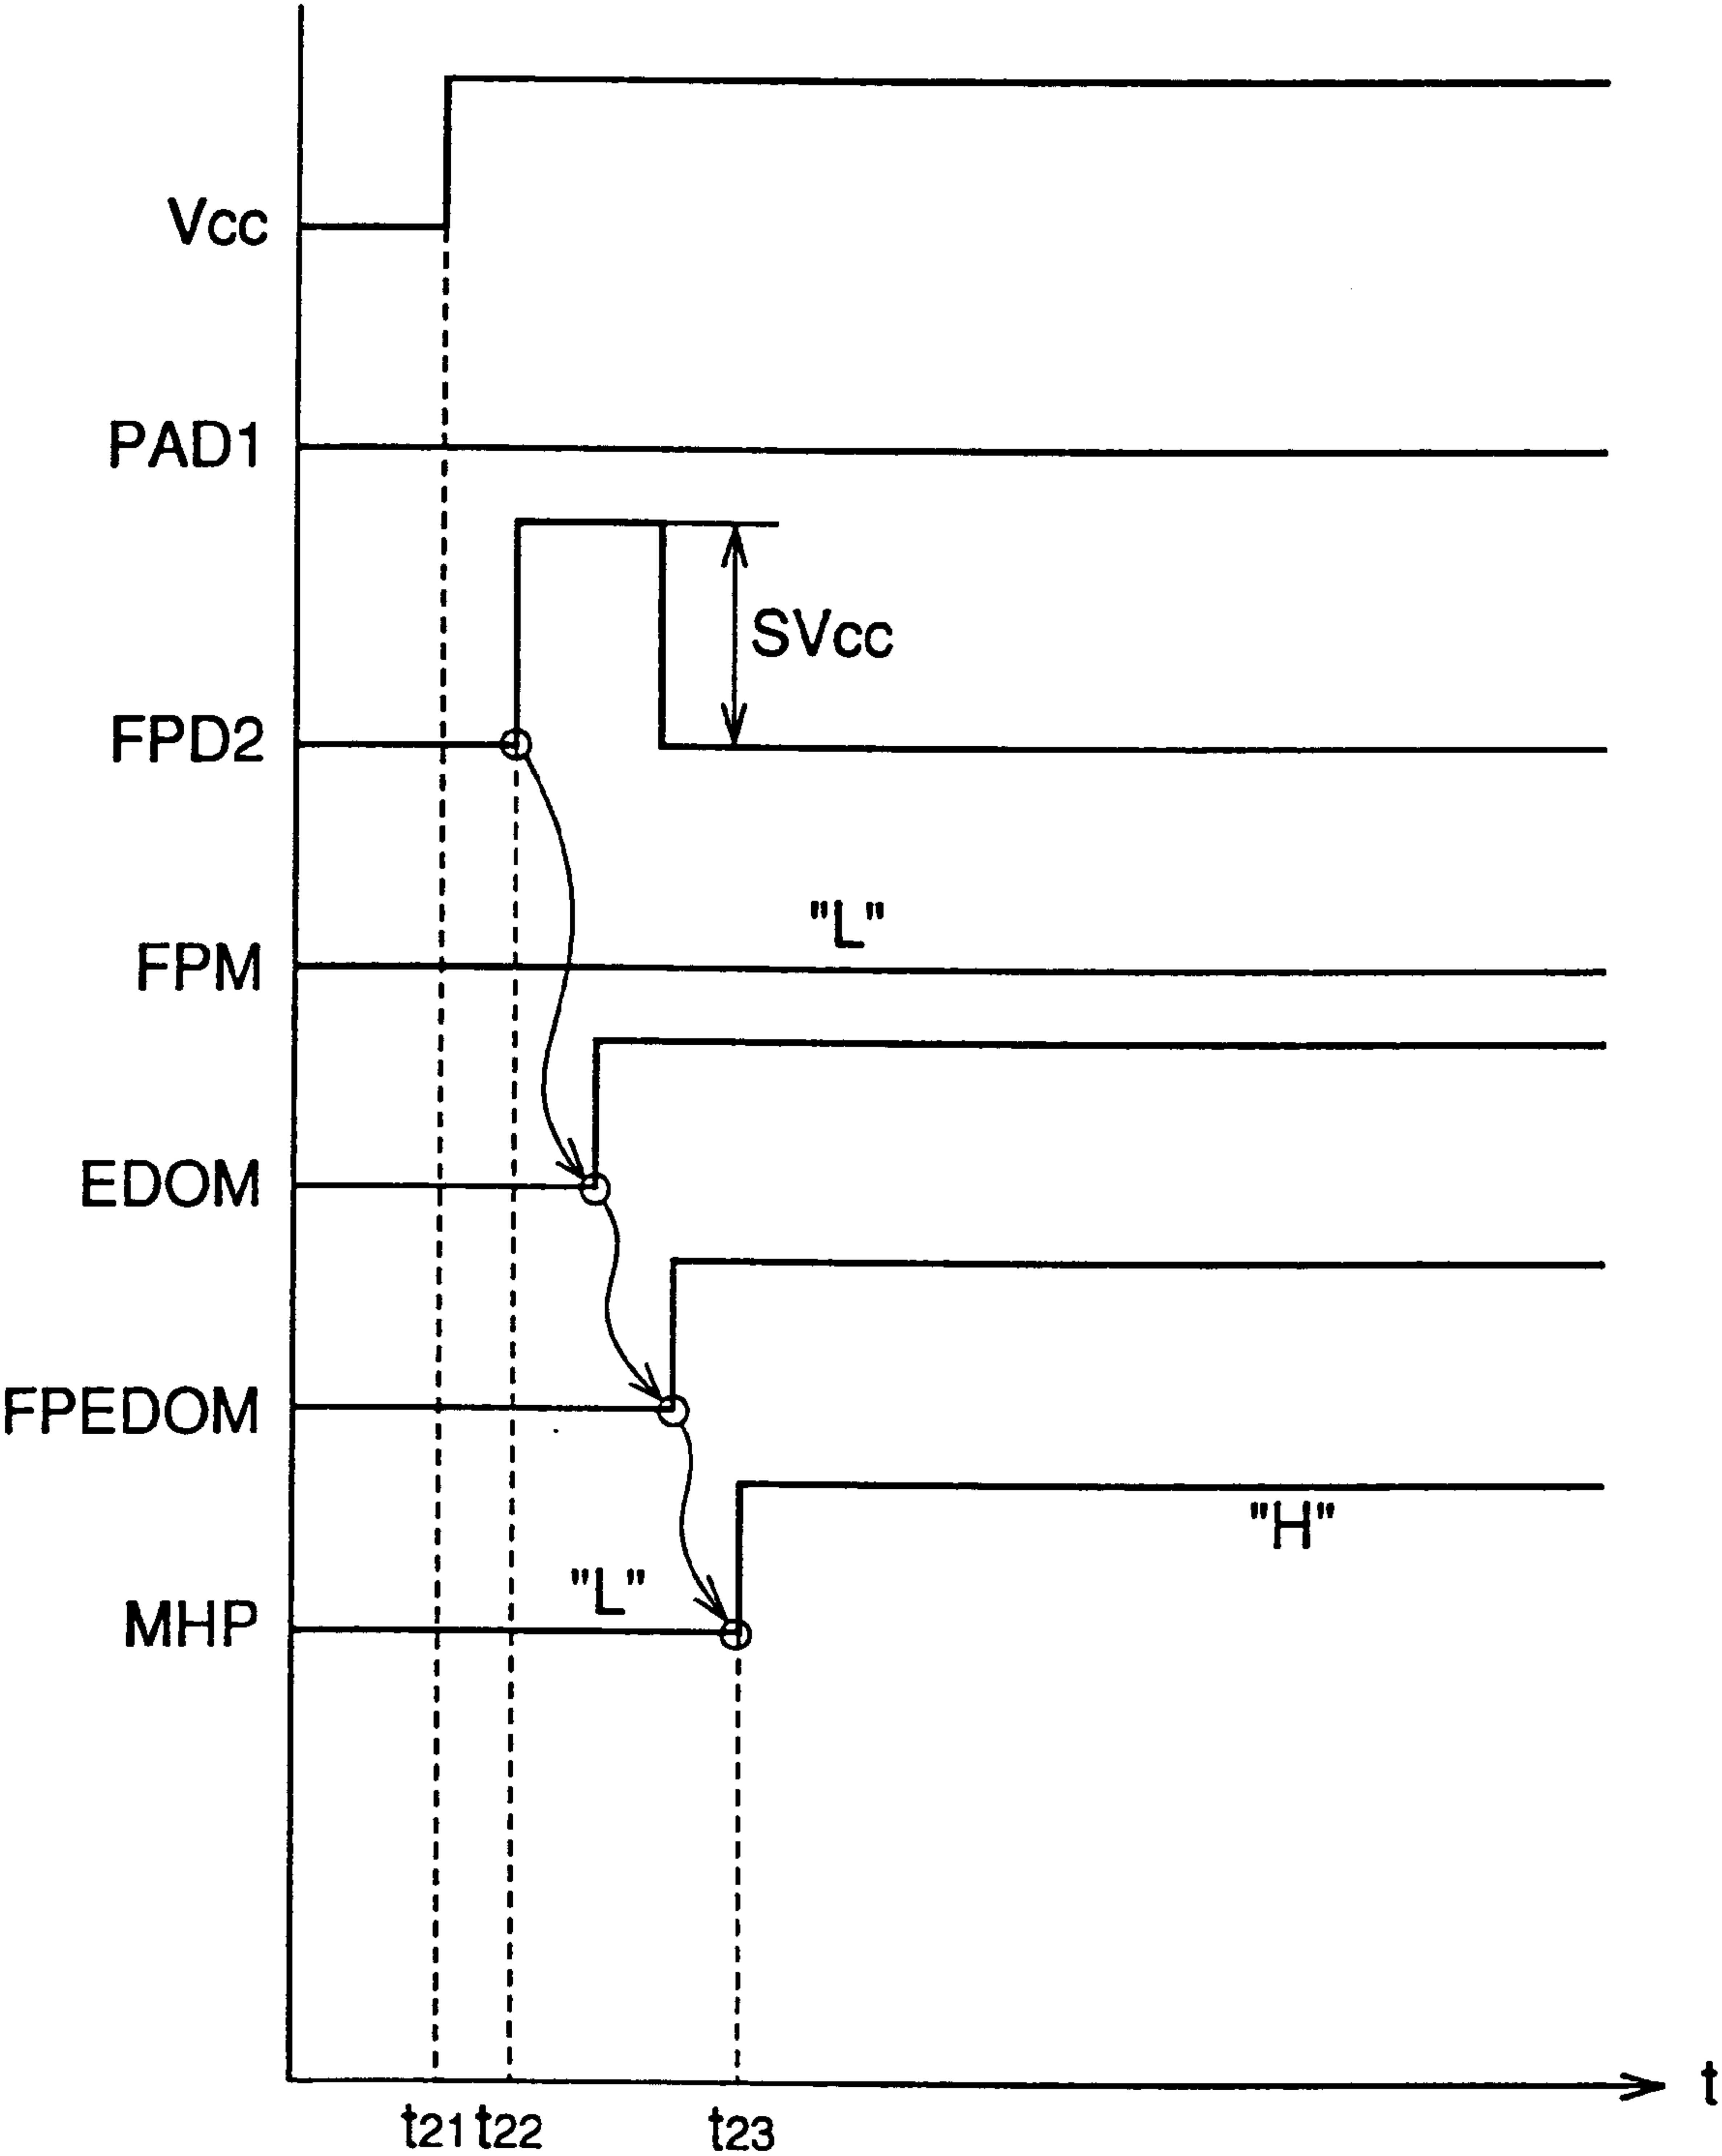 Vcc
PAD1
SVcc
FPD2
"L"
FPM
EDOM
FPEDOM
"H"
"L"
MHP
t
t21 t22 t23